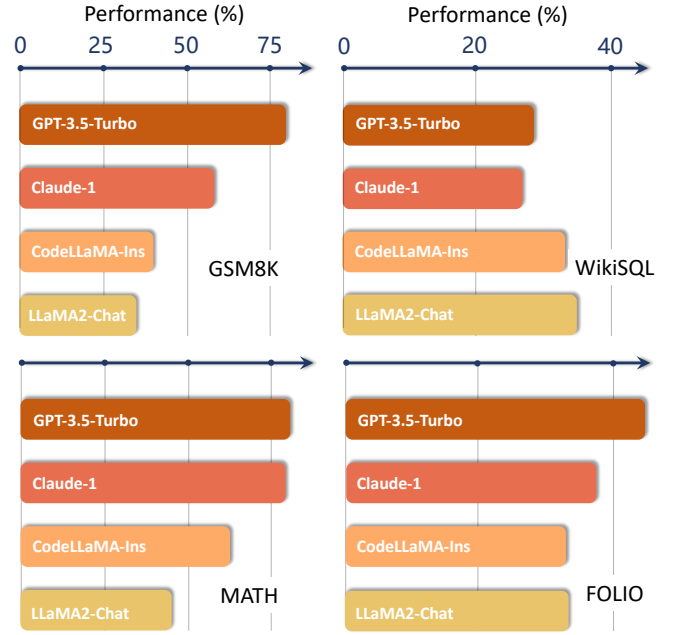 Performance (%)
0 25 50 75
GPT-3.5-Turbo
Claude-1
CodeLLaMA-Ins
GSM8K
LLaMA2-Chat
Performance (%)
0 20 40
GPT-3.5-Turbo
Claude-1
CodeLLaMA-Ins
WikiSQL
LLaMA2-Chat
GPT-3.5-Turbo
Claude-1
CodeLLaMA-Ins
MATH
LLaMA2-Chat
GPT-3.5-Turbo
Claude-1
CodeLLaMA-Ins
FOLIO
LLaMA2-Chat